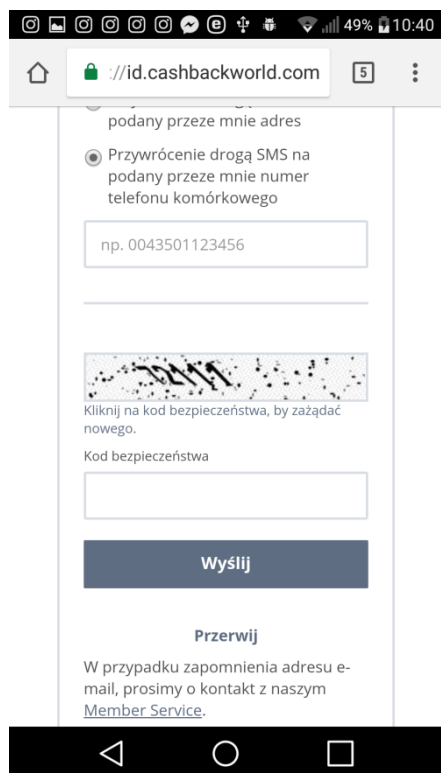 49% 10:40
://id.cashbackworld.com 5
podany przeze mnie adres
Przywrócenie drogą SMS na
podany przeze mnie numer
telefonu komórkowego
np. 0043501123456
Kliknij na kod bezpieczeństwa, by zażądać
nowego.
Kod bezpieczeństwa
Wyślij
Przerwij
W przypadku zapomnienia adresu e-
mail, prosimy o kontakt z naszym
Member Service.